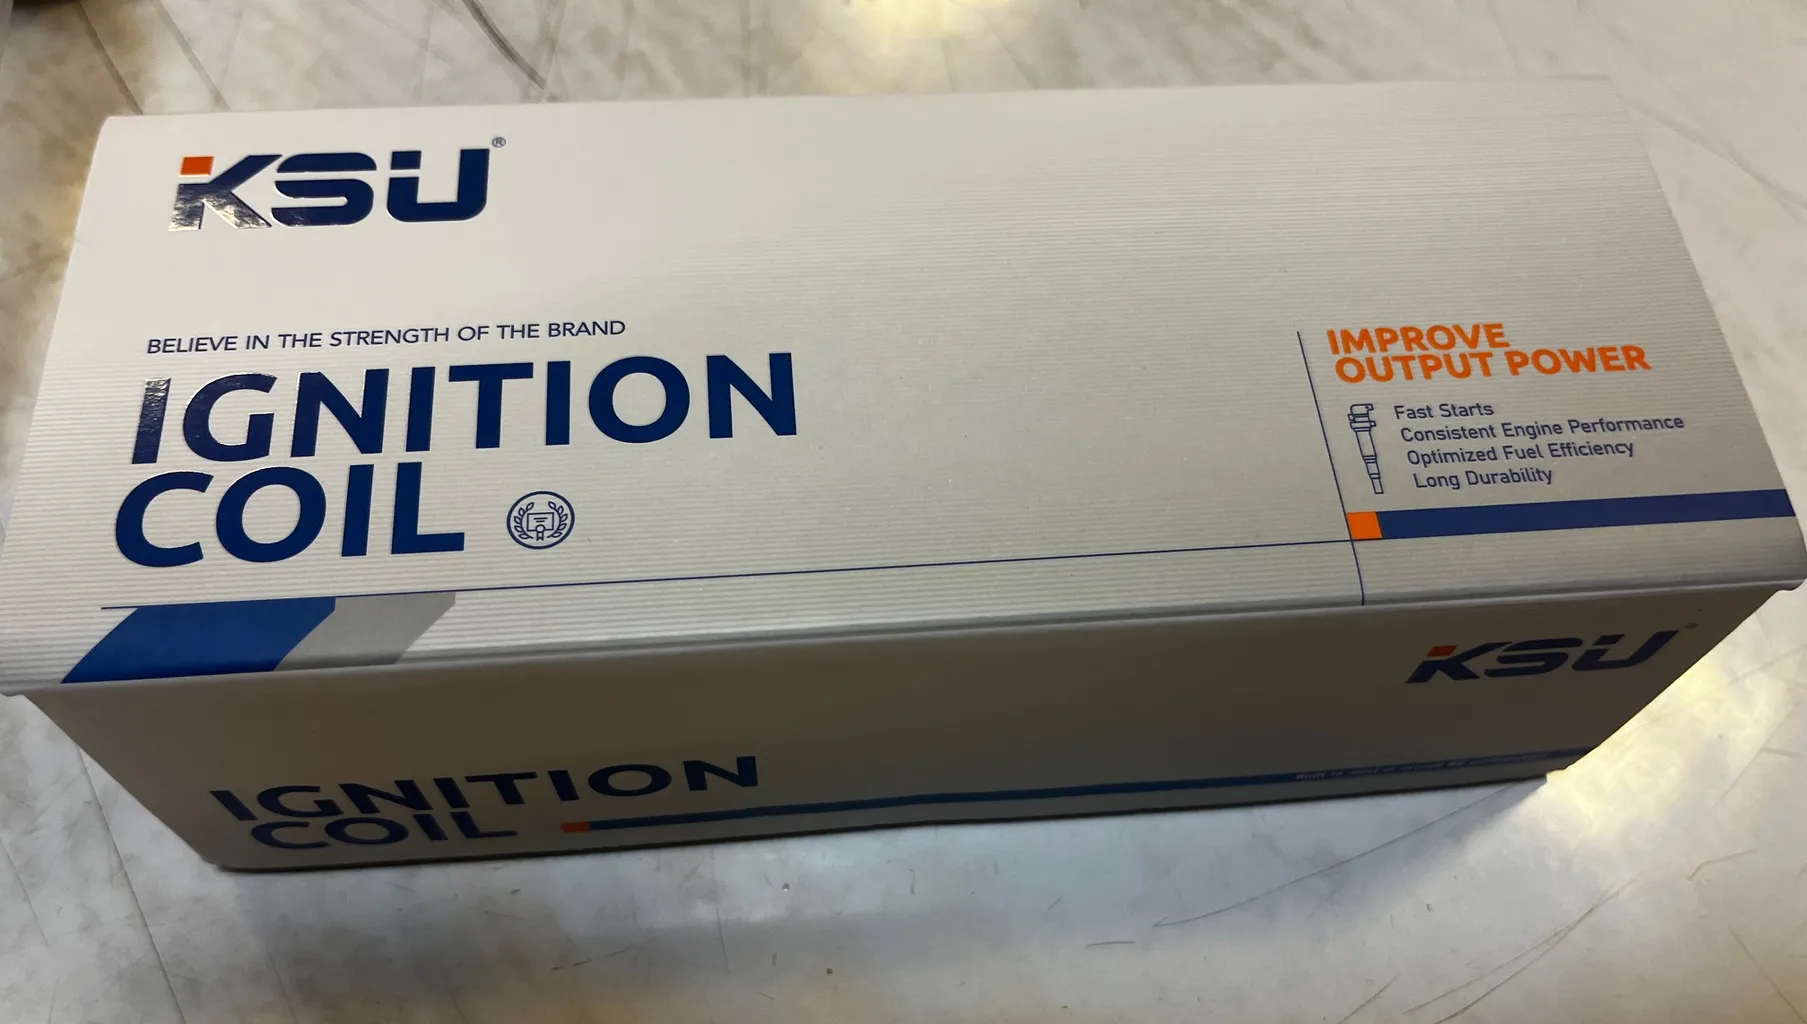 KSU®
BELIEVE IN THE STRENGTH OF THE BRAND
IGNITION
COIL
IMPROVE
OUTPUT POWER
Fast Starts
Consistent Engine Performance
Optimized Fuel Efficiency
Long Durability
KSU
IGNITION
COIL